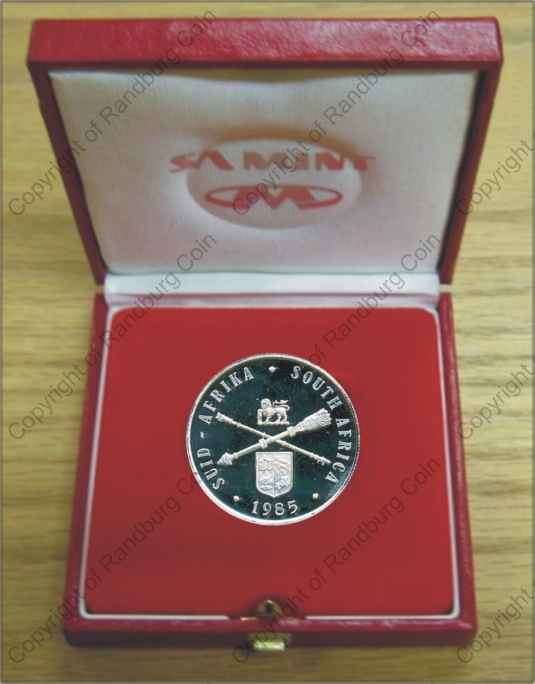 SA MINT
SUID - AFRIKA • SOUTH AFRICA
• 1985 •
Copyright of Randburg Coin